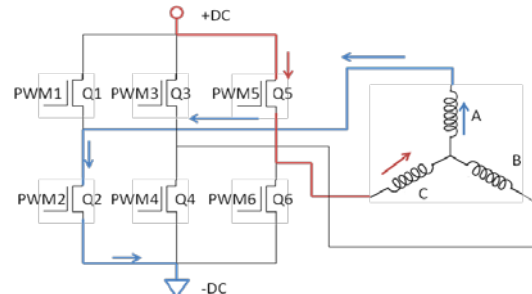 +DC
PWM1 Q1 PWM3 Q3 PWM5 Q5
A
B
C
PWM2 Q2 PWM4 Q4 PWM6 Q6
-DC